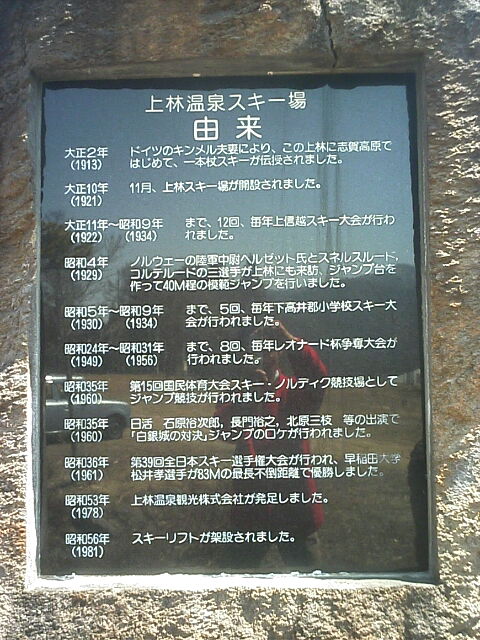 上林温泉スキー場
由来
大正2年 ドイツのキンメル夫妻により、この上林に志賀高原で
(1913) はじめて、一本杖スキーが伝授されました。
大正10年 11月、上林スキー場が開設されました。
(1921)
大正11年～昭和9年 まで、12回、毎年上信越スキー大会が行わ
(1922) (1934) れました。
昭和4年 ノルウェーの陸軍中尉ヘルゼット氏とスネルスルード,
(1929) コルテルードの三選手が上林にも来訪、ジャンプ台を
作って40M程の模範ジャンプを行いました。
昭和5年～昭和9年 まで、5回、毎年下高井郡小学校スキー大
(1930) (1934)会が行われました。
昭和24年～昭和31年 まで、8回、毎年レオナード杯争奪大会が
(1949) (1956) 行われました。
昭和35年 第15回国民体育大会スキー・ノルディク競技場として
(1960) ジャンプ競技が行われました。
昭和35年 日活 石原裕次郎，長門裕之，北原三枝 等の出演で
(1960) 「白銀城の対決」ジャンプのロケが行われました。
昭和36年 第39回全日本スキー選手権大会が行われ、早稲田大学
(1961) 松井孝選手が83Mの最長不倒距離で優勝しました。
昭和53年 上林温泉観光株式会社が発足しました。
(1978)
昭和56年 スキーリフトが架設されました。
(1981)